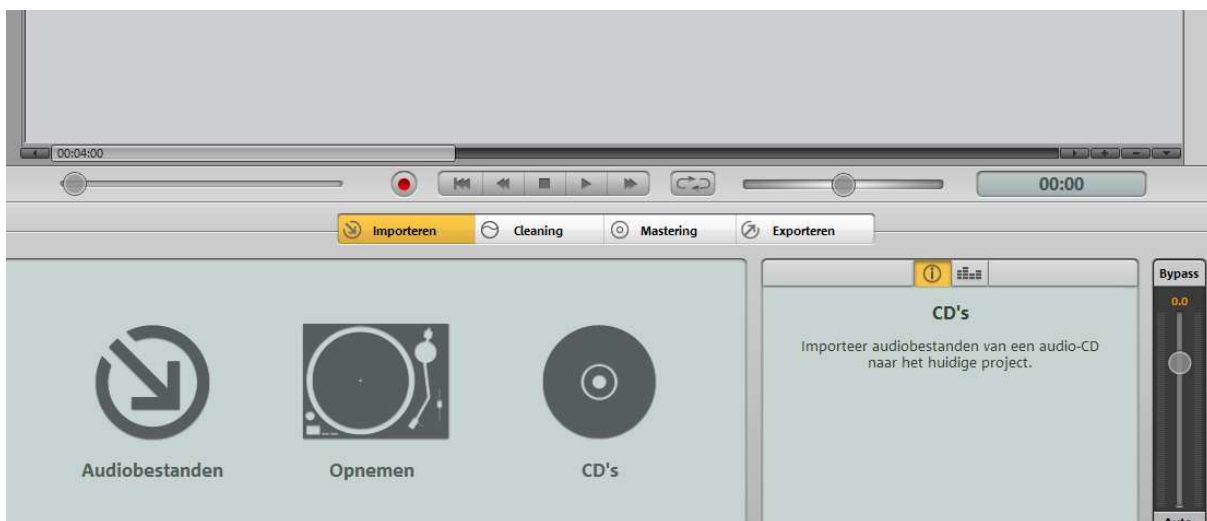 00:04:00
00:00
Importeren
Cleaning
Mastering
Exporteren
Bypass
0.0
CD's
Importeer audiobestanden van een audio-CD
naar het huidige project.
Audiobestanden
Opnemen
CD's